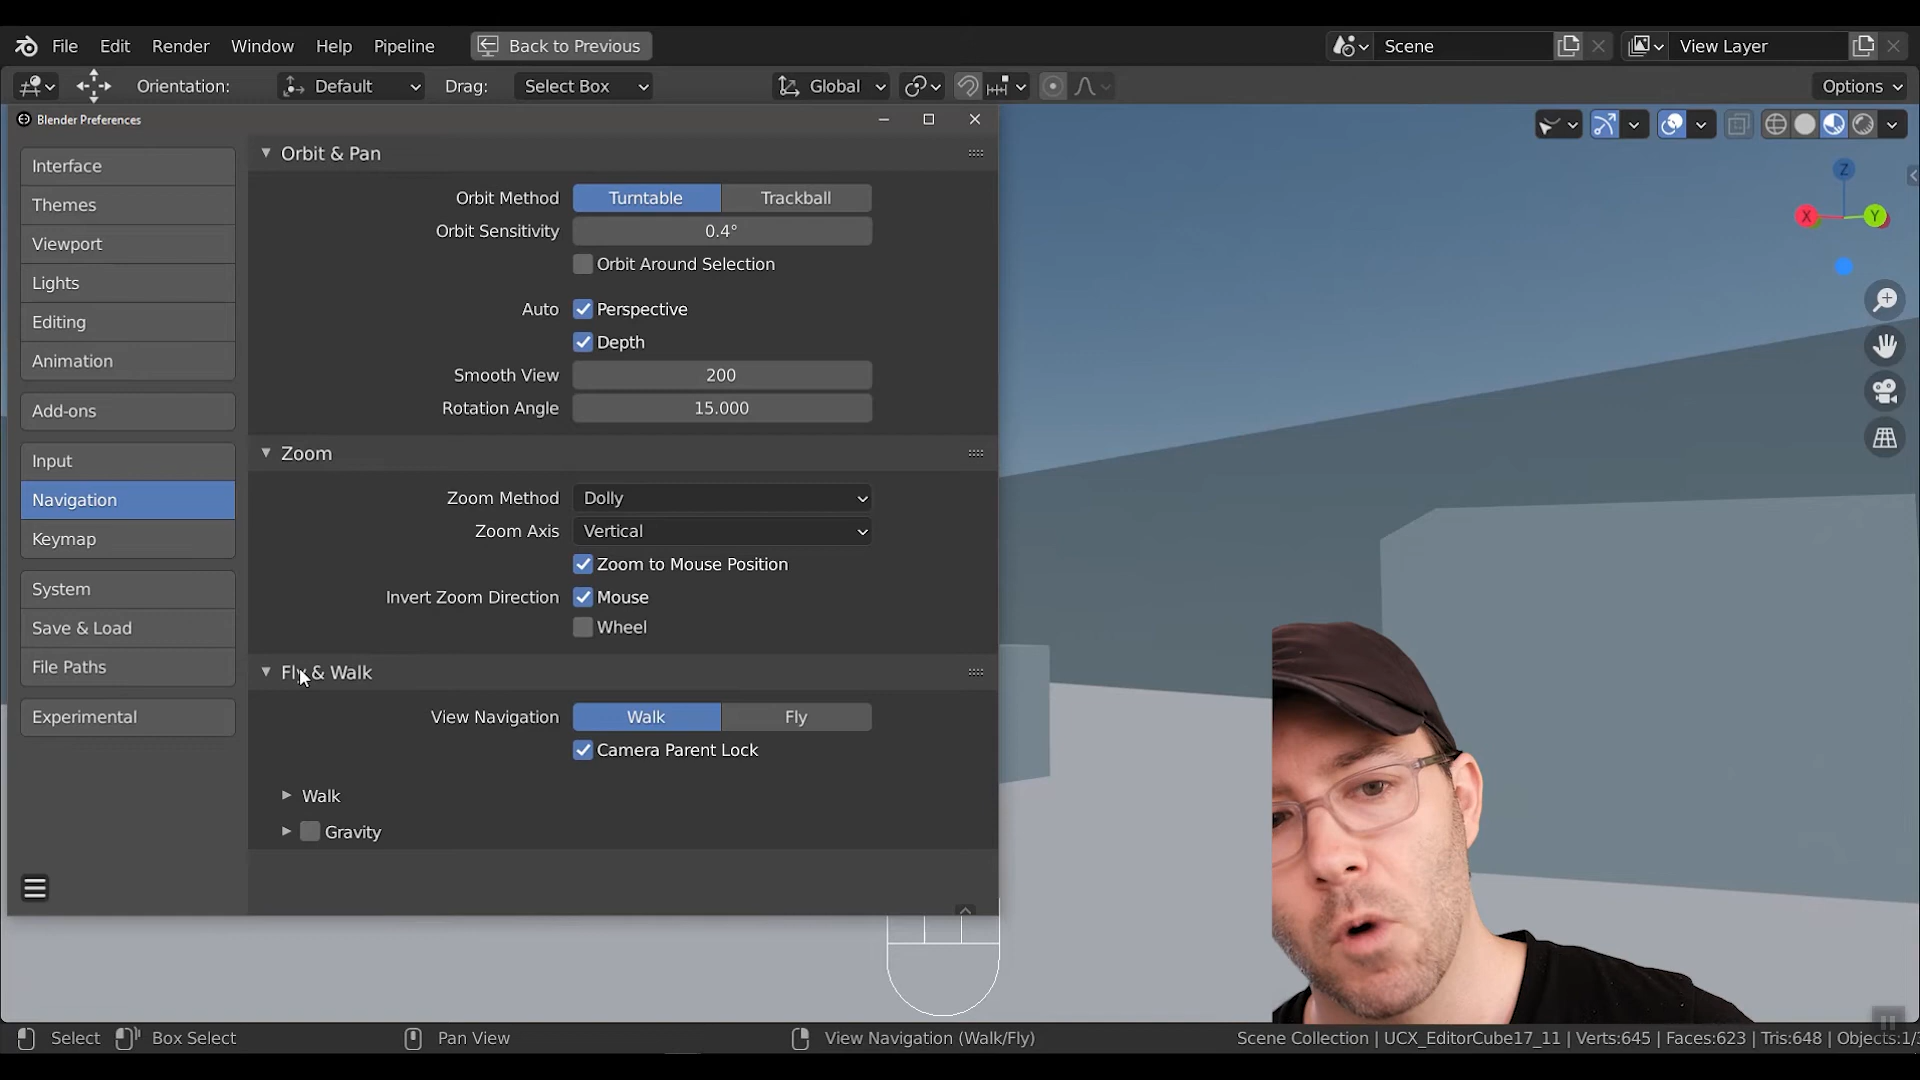 File Edit Render Window Help Pipeline Back to Previous Scene View Layer
Orientation: Default Drag: Select Box Global Options
Blender Preferences
Interface
Themes
Viewport
Lights
Editing
Animation
Add-ons
Input
Navigation
Keymap
System
Save & Load
File Paths
Experimental
Orbit & Pan
Orbit Method Turntable Trackball
Orbit Sensitivity 0.4°
Orbit Around Selection
Auto Perspective
Depth
Smooth View 200
Rotation Angle 15.000
Zoom
Zoom Method Dolly
Zoom Axis Vertical
Zoom to Mouse Position
Invert Zoom Direction Mouse
Wheel
Fly & Walk
View Navigation Walk Fly
Camera Parent Lock
Walk
Gravity
Z
X Y
Select Box Select Pan View View Navigation (Walk/Fly) Scene Collection | UCX_EditorCube17_11 | Verts:645 | Faces:623 | Tris:648 | Objects:1/